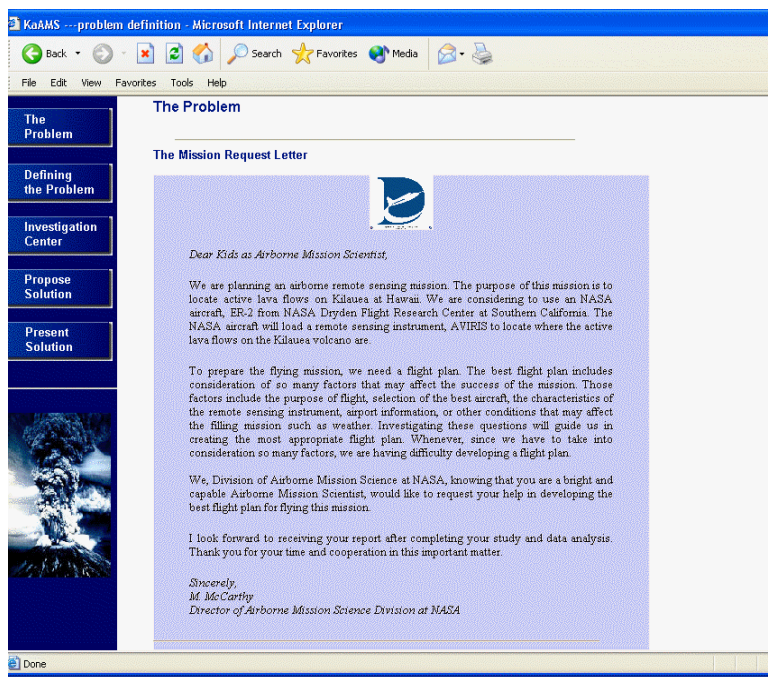 KaAMS ---problem definition - Microsoft Internet Explorer
Back Search Favorites Media
File Edit View Favorites Tools Help
The
Problem
Defining
the Problem
Investigation
Center
Propose
Solution
Present
Solution
The Problem
The Mission Request Letter
Dear Kids as Airborne Mission Scientist,
We are planning an airborne remote sensing mission. The purpose of this mission is to
locate active lava flows on Kilauea at Hawaii. We are considering to use an NASA
aircraft, ER-2 from NASA Dryden Flight Research Center at Southern California. The
NASA aircraft will load a remote sensing instrument, AVIRIS to locate where the active
lava flows on the Kilauea volcano are.
To prepare the flying mission, we need a flight plan. The best flight plan includes
consideration of so many factors that may affect the success of the mission. Those
factors include the purpose of flight, selection of the best aircraft, the characteristics of
the remote sensing instrument, airport information, or other conditions that may affect
the filling mission such as weather. Investigating these questions will guide us in
creating the most appropriate flight plan. Whenever, since we have to take into
consideration so many factors, we are having difficulty developing a flight plan.
We, Division of Airborne Mission Science at NASA, knowing that you are a bright and
capable Airborne Mission Scientist, would like to request your help in developing the
best flight plan for flying this mission.
I look forward to receiving your report after completing your study and data analysis.
Thank you for your time and cooperation in this important matter.
Sincerely,
M. McCarthy
Director of Airborne Mission Science Division at NASA
Done